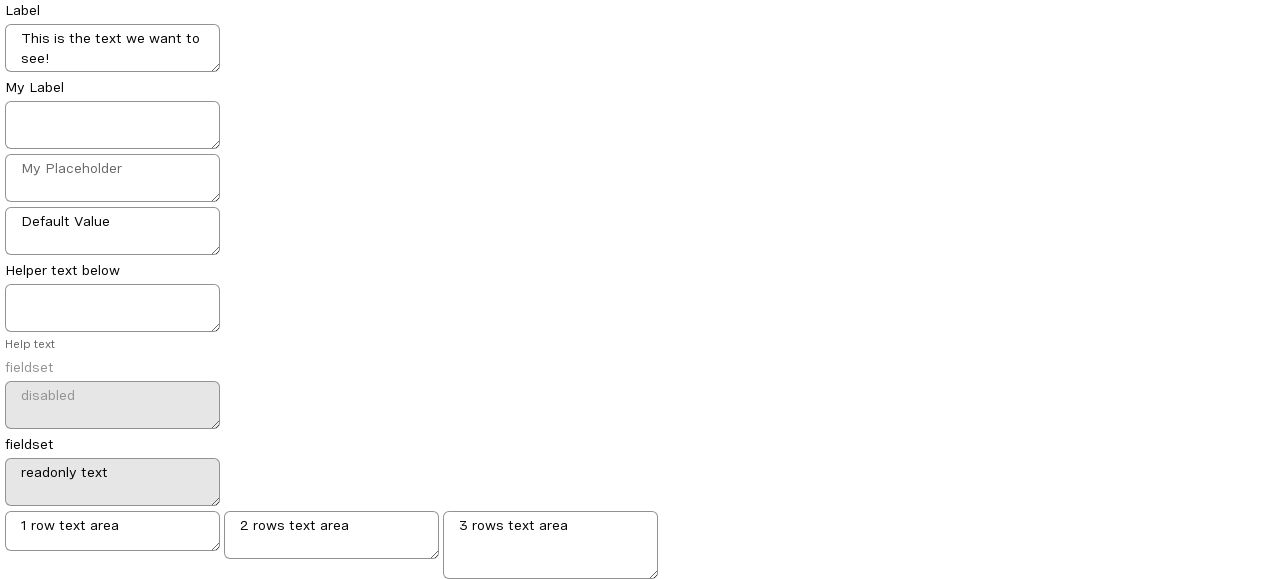 Label
This is the text we want to
see!
My Label
My Placeholder
Default Value
Helper text below
Help text
fieldset
disabled
fieldset
readonly text
1 row text area
2 rows text area
3 rows text area